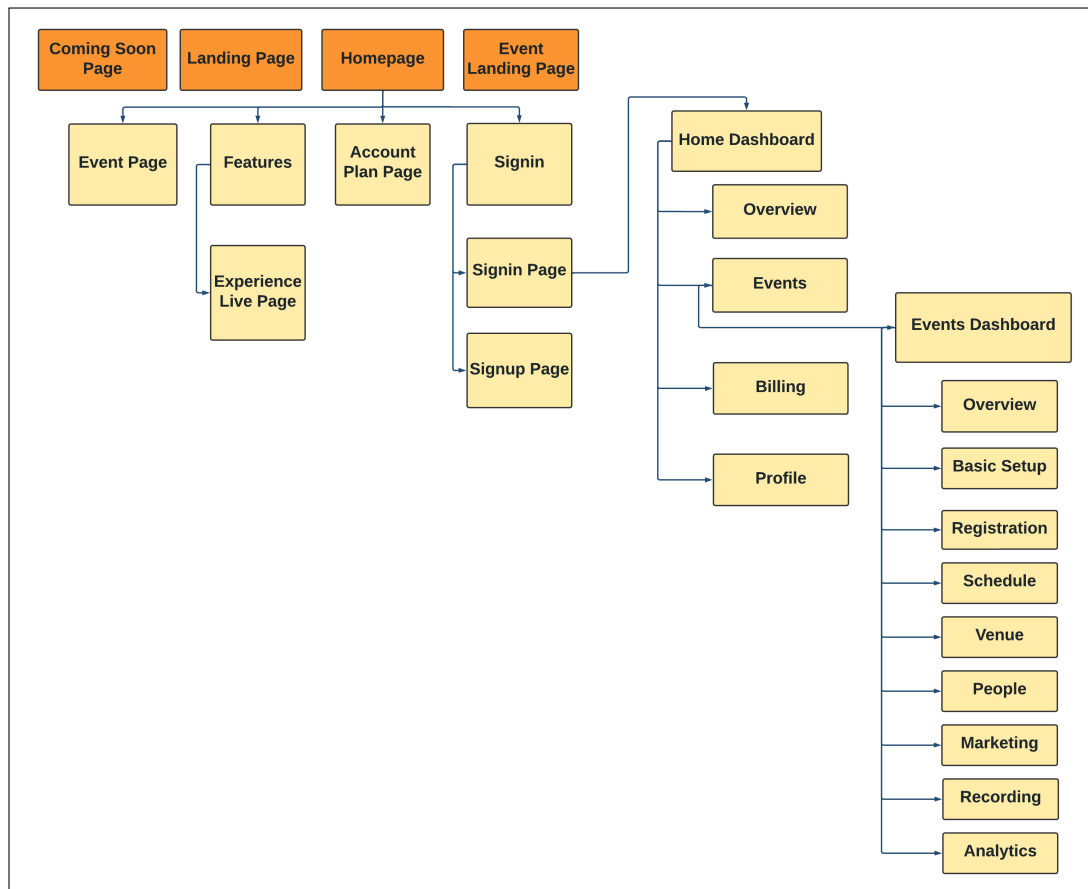 Coming Soon
Page
Landing Page
Homepage
Event
Landing Page
Event Page
Features
Account
Plan Page
Signin
Home Dashboard
Overview
Experience
Live Page
Signin Page
Events
Events Dashboard
Signup Page
Billing
Overview
Basic Setup
Profile
Registration
Schedule
Venue
People
Marketing
Recording
Analytics